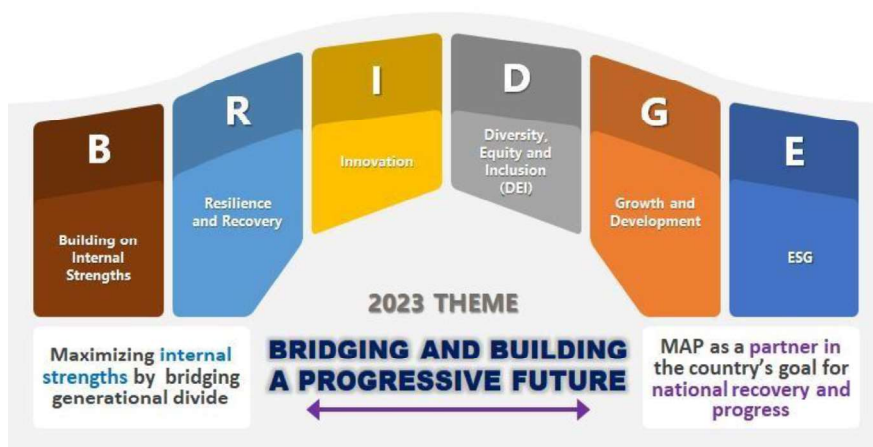 B
Building on
Internal
Strengths
R
Resilience
and Recovery
I
Innovation
D
Diversity,
Equity and
Inclusion
(DEI)
G
Growth and
Development
E
ESG
2023 THEME
BRIDGING AND BUILDING
A PROGRESSIVE FUTURE
Maximizing internal
strengths by bridging
generational divide
MAP as a partner in
the country's goal for
national recovery and
progress